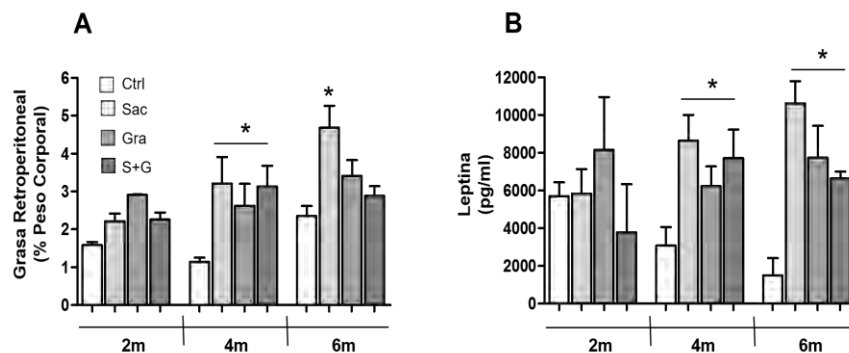 A
Grasa Retroperitoneal
(% Peso Corporal)
6
5
4
3
2
1
0
Ctrl
Sac
Gra
S+G
*
*
2m
4m
6m
B
Leptina
(pg/ml)
12000
10000
8000
6000
4000
2000
0
*
*
2m
4m
6m